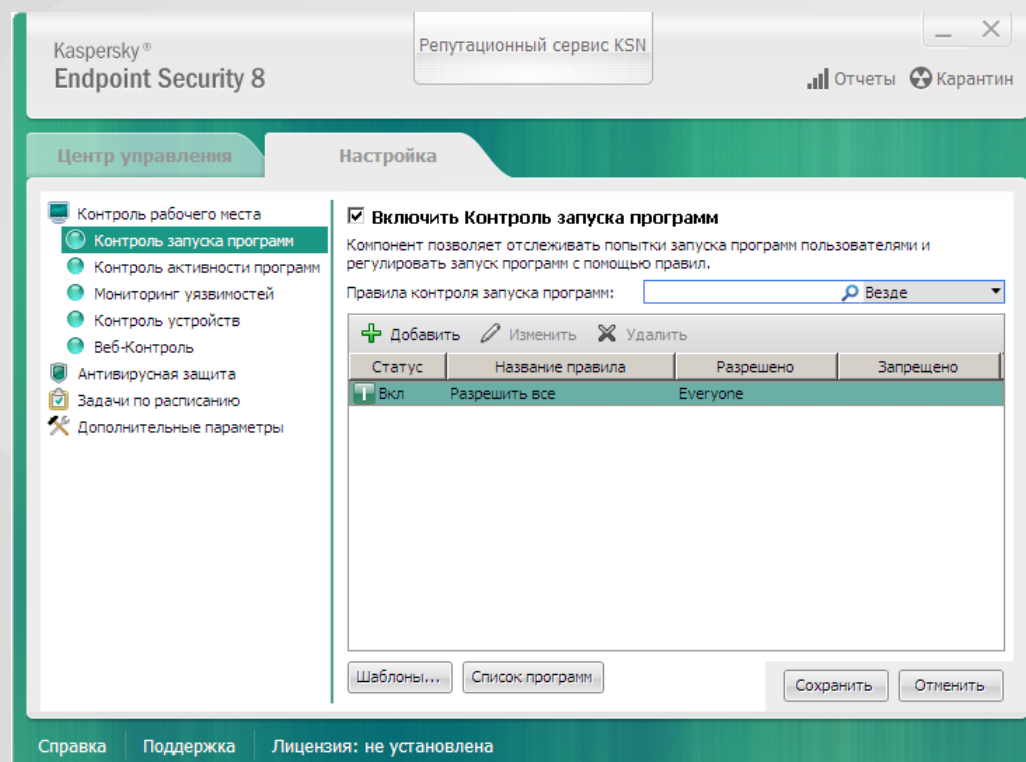 Kaspersky®
Endpoint Security 8
Репутационный сервис KSN
Отчеты
Карантин
Центр управления
Настройка
Контроль рабочего места
Контроль запуска программ
Контроль активности программ
Мониторинг уязвимостей
Контроль устройств
Веб-Контроль
Антивирусная защита
Задачи по расписанию
Дополнительные параметры
Включить Контроль запуска программ
Компонент позволяет отслеживать попытки запуска программ пользователями и
регулировать запуск программ с помощью правил.
Правила контроля запуска программ:
Везде
Добавить Изменить Удалить
Статус Название правила Разрешено Запрещено
Вкл Разрешить все Everyone
Шаблоны... Список программ
Сохранить Отменить
Справка Поддержка Лицензия: не установлена